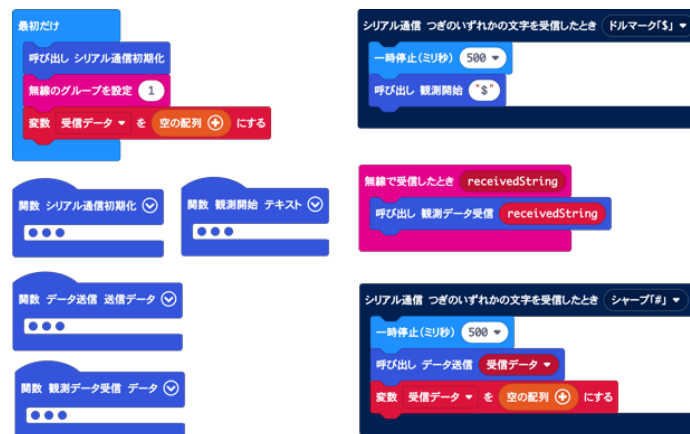 最初だけ
呼び出し シリアル通信初期化
無線のグループを設定 1
変数 受信データ を 空の配列 にする
関数 シリアル通信初期化
関数 観測開始 テキスト
関数 データ送信 送信データ
関数 観測データ受信 データ
シリアル通信 つぎのいずれかの文字を受信したとき ドルマーク「$」
一時停止(ミリ秒) 500
呼び出し 観測開始 "$"
無線で受信したとき receivedString
呼び出し 観測データ受信 receivedString
シリアル通信 つぎのいずれかの文字を受信したとき シャープ「#」
一時停止(ミリ秒) 500
呼び出し データ送信 受信データ
変数 受信データ を 空の配列 にする